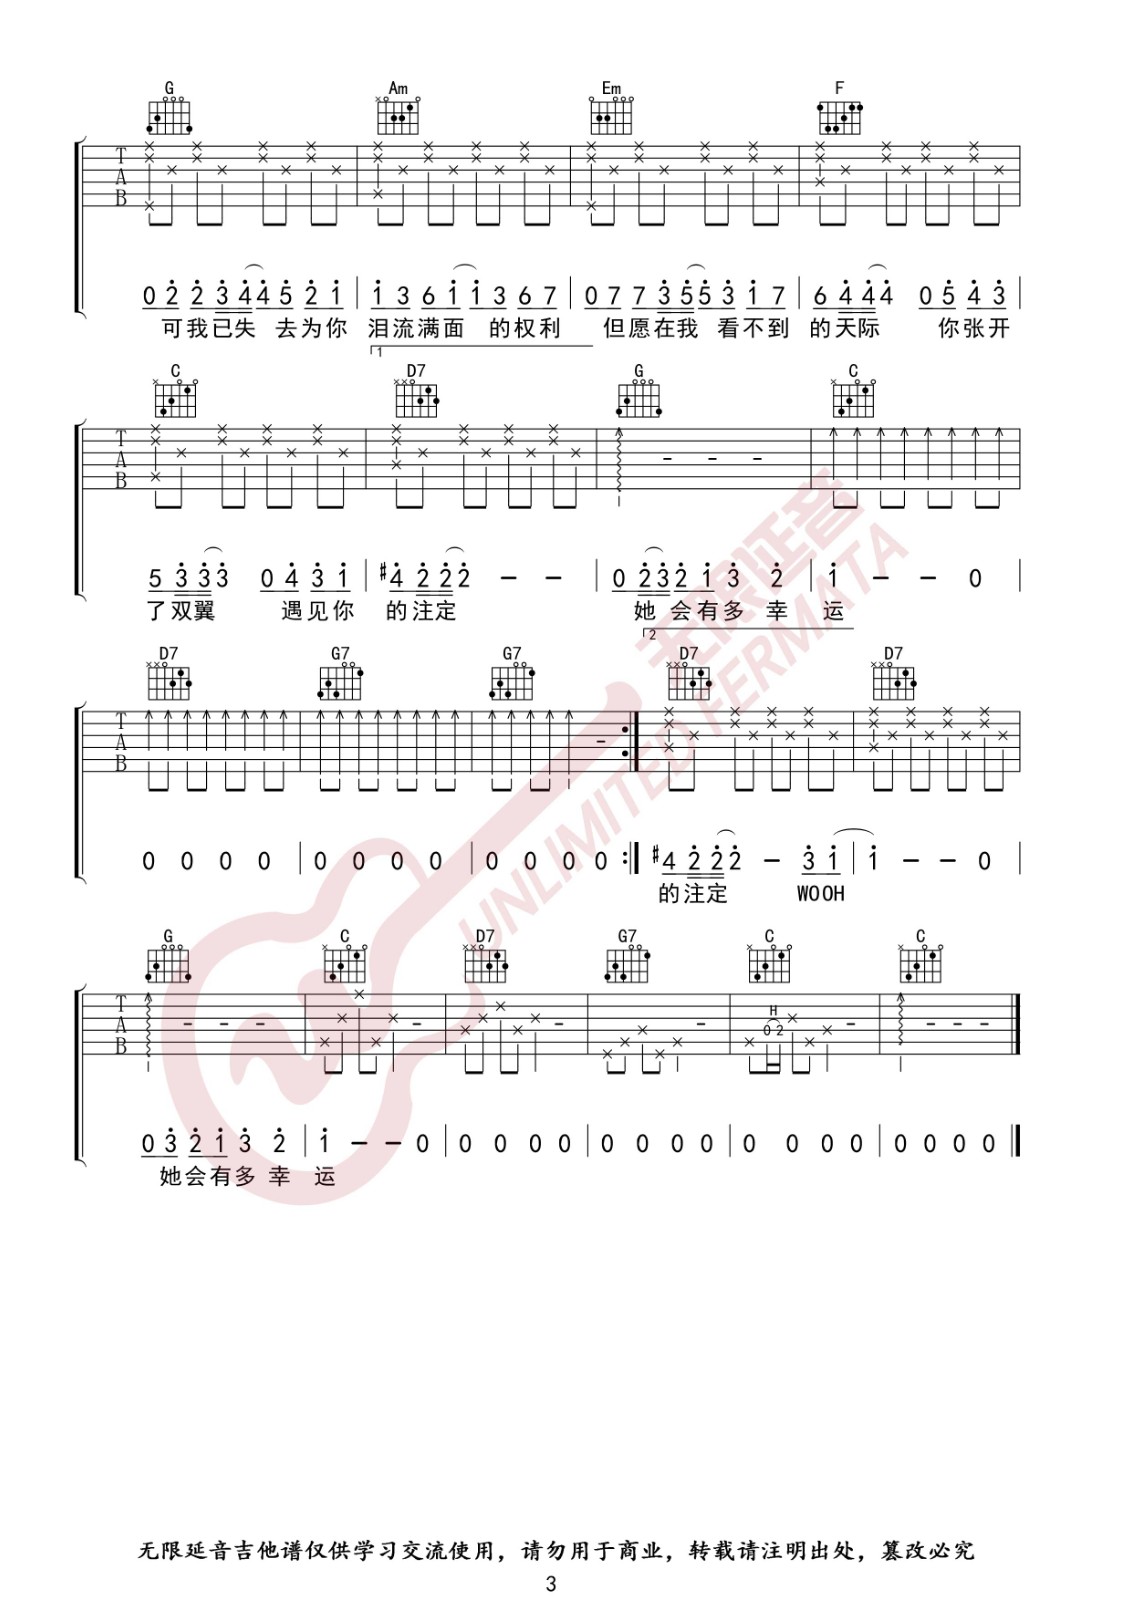 G Am Em F
T
A
B
0 2 2 3 4 4 5 2 1 | 1 3 6 1 1 3 6 7 | 0 7 7 3 5 5 3 1 7 | 6 4 4 4 0 5 4 3 |
可我已失 去为你 泪流满面 的权利 但愿在我 看不到 的天际 你张开
1
C D7 G C
T
A
B
5 3 3 3 0 4 3 1 | #4 2 2 2 – – | 0 2 3 2 1 3 2 | 1 – – 0 |
了双翼 遇见你 的注定 她 会有多 幸 运
2
D7 G7 G7 D7 D7
T
A
B
0 0 0 0 | 0 0 0 0 | 0 0 0 0 :| #4 2 2 2 – 3 1 | 1 – – 0 |
的注定 WOOH
G C D7 G7 C C
T
A
B
H
0 2
0 3 2 1 3 2 | 1 – – 0 | 0 0 0 0 | 0 0 0 0 | 0 0 0 0 | 0 0 0 0 |
她会有多 幸 运
无限延音
UNLIMITED FERMATA
无限延音吉他谱仅供学习交流使用，请勿用于商业，转载请注明出处，篡改必究
3